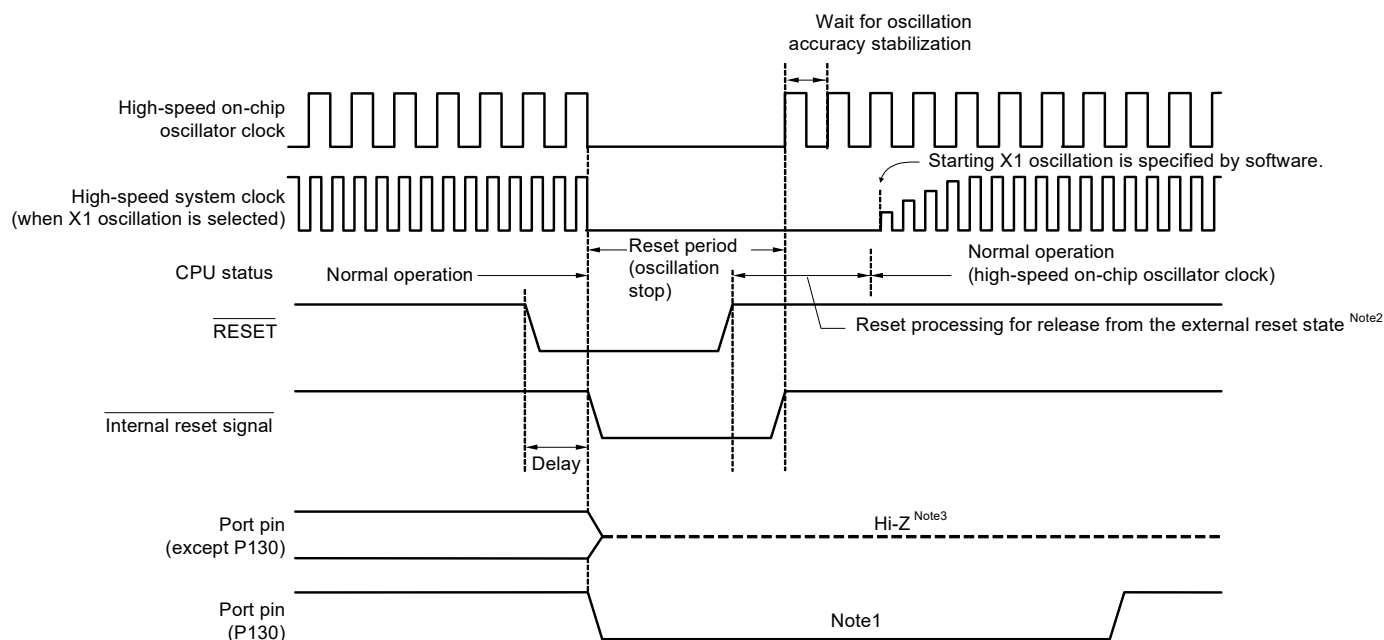 Wait for oscillation
accuracy stabilization
High-speed on-chip
oscillator clock
Starting X1 oscillation is specified by software.
High-speed system clock
(when X1 oscillation is selected)
Reset period
(oscillation
stop)
Normal operation
(high-speed on-chip oscillator clock)
CPU status
Normal operation
RESET
Reset processing for release from the external reset state Note2
Internal reset signal
Delay
Port pin
(except P130)
Hi-Z Note3
Port pin
(P130)
Note1